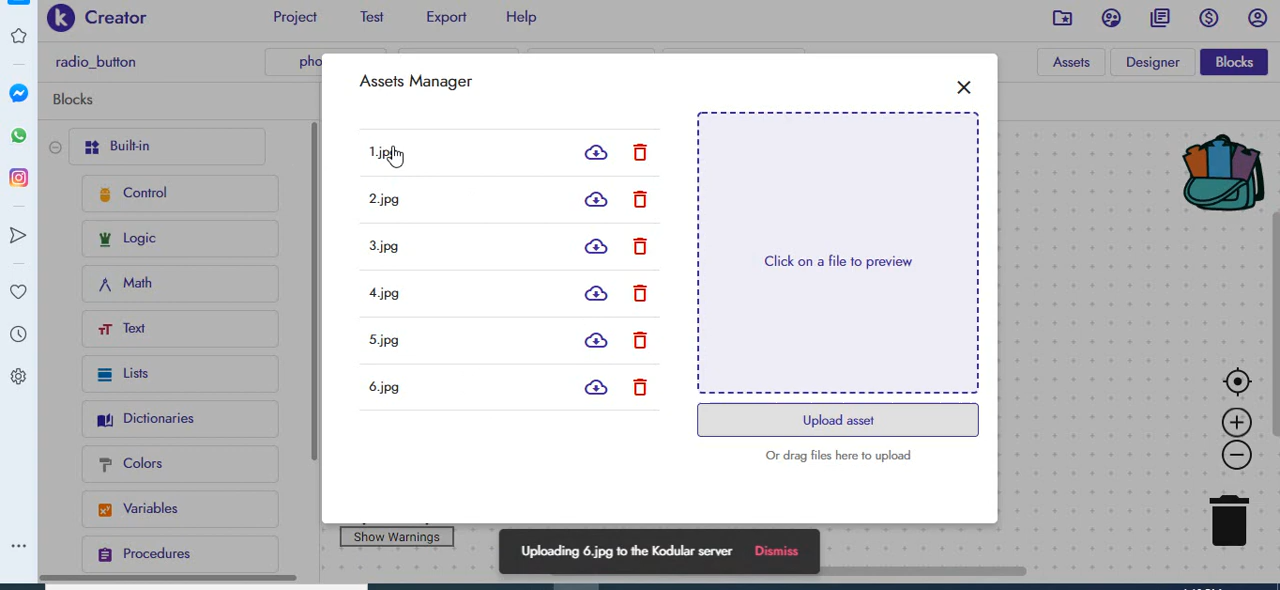 Creator
Project
Test
Export
Help
radio_button
pho
Assets
Designer
Blocks
Blocks
Built-in
Control
Logic
Math
Text
Lists
Dictionaries
Colors
Variables
Procedures
Assets Manager
1.jpg
2.jpg
3.jpg
4.jpg
5.jpg
6.jpg
Click on a file to preview
Upload asset
Or drag files here to upload
Show Warnings
Uploading 6.jpg to the Kodular server
Dismiss